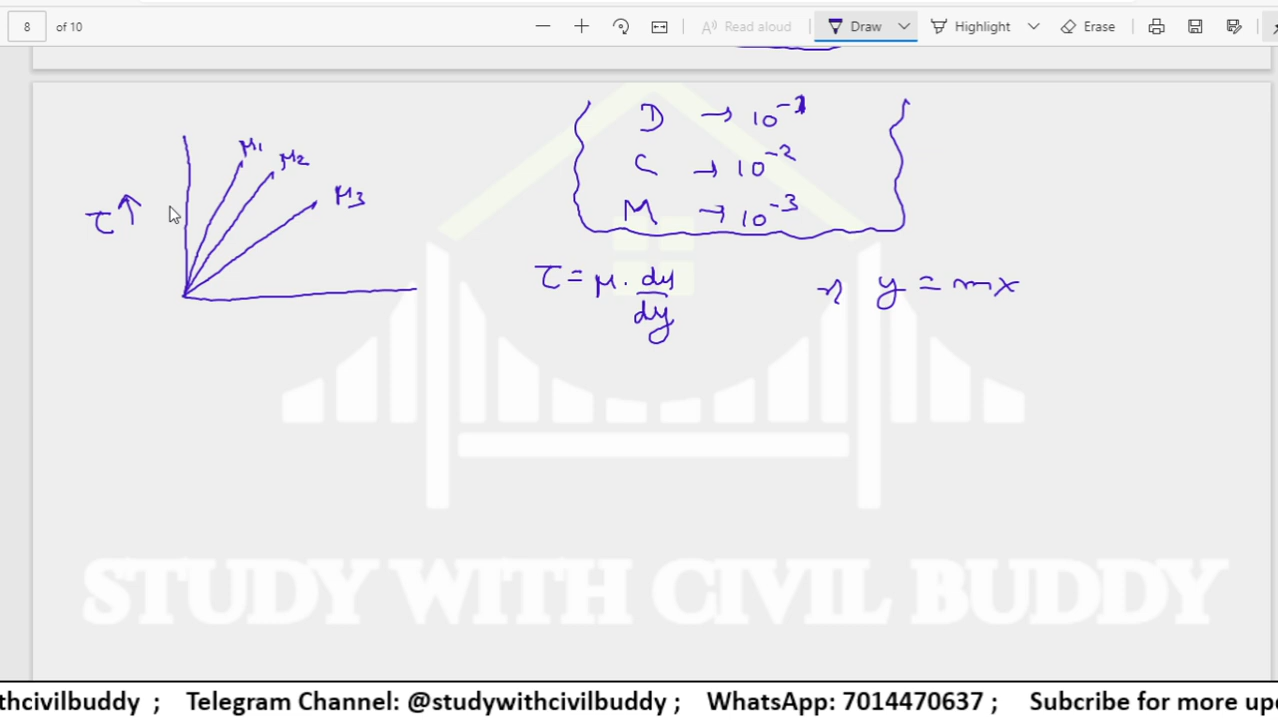 8 of 10
Read aloud
Draw
Highlight
Erase
D → 10^-1
C → 10^-2
M → 10^-3
μ1
μ2
μ3
τ↑
τ = μ. du/dy
⇒ y = mx
STUDY WITH CIVIL BUDDY
thcivilbuddy ; Telegram Channel: @studywithcivilbuddy ; WhatsApp: 7014470637 ; Subcribe for more up